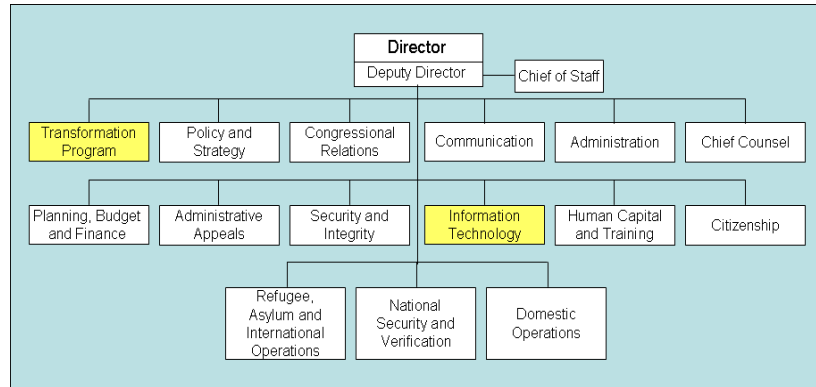 Director
Deputy Director
Chief of Staff
Transformation
Program
Policy and
Strategy
Congressional
Relations
Communication
Administration
Chief Counsel
Planning, Budget
and Finance
Administrative
Appeals
Security and
Integrity
Information
Technology
Human Capital
and Training
Citizenship
Refugee,
Asylum and
International
Operations
National
Security and
Verification
Domestic
Operations